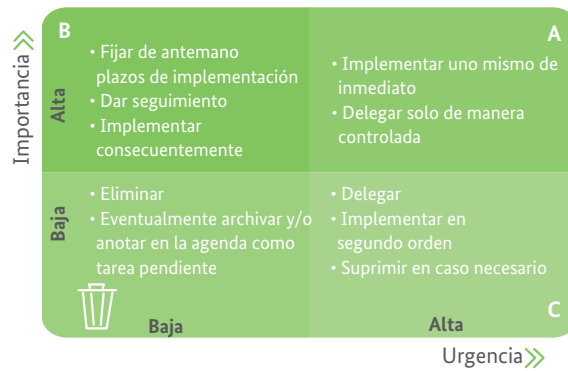 B
• Fijar de antemano
plazos de implementación
• Dar seguimiento
• Implementar
consecuentemente
A
• Implementar uno mismo de
inmediato
• Delegar solo de manera
controlada
Importancia
Alta
Baja
• Eliminar
• Eventualmente archivar y/o
anotar en la agenda como
tarea pendiente
• Delegar
• Implementar en
segundo orden
• Suprimir en caso necesario
C
Baja
Alta
Urgencia